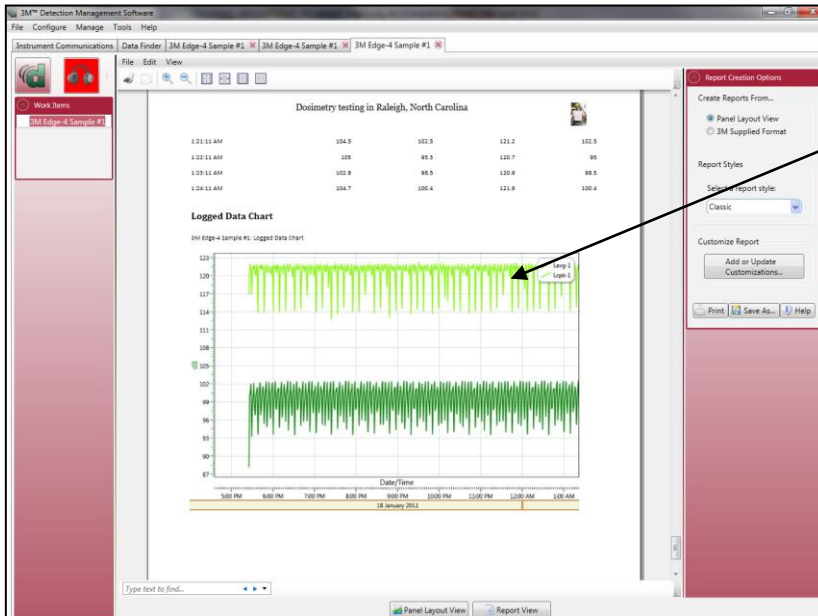 3M™ Detection Management Software
File Configure Manage Tools Help
Instrument Communications Data Finder 3M Edge-4 Sample #1 3M Edge-4 Sample #1 3M Edge-4 Sample #1
File Edit View
Work Items
3M Edge-4 Sample #1
Dosimetry testing in Raleigh, North Carolina
1:21:11 AM 104.5 102.5 121.2 102.5
1:22:11 AM 105 95.3 120.7 95
1:23:11 AM 102.9 98.5 120.9 98.5
1:24:11 AM 104.7 100.4 121.9 100.4
Logged Data Chart
3M Edge-4 Sample #1: Logged Data Chart
Lavg-1
Lcpk-1
123
120
117
114
111
108
105
102
99
96
93
90
87
dB
Date/Time
5:00 PM 6:00 PM 7:00 PM 8:00 PM 9:00 PM 10:00 PM 11:00 PM 12:00 AM 1:00 AM
18 January 2011
Type text to find...
Panel Layout View Report View
Report Creation Options
Create Reports From...
Panel Layout View
3M Supplied Format
Report Styles
Select a report style:
Classic
Customize Report
Add or Update
Customizations...
Print Save As... Help